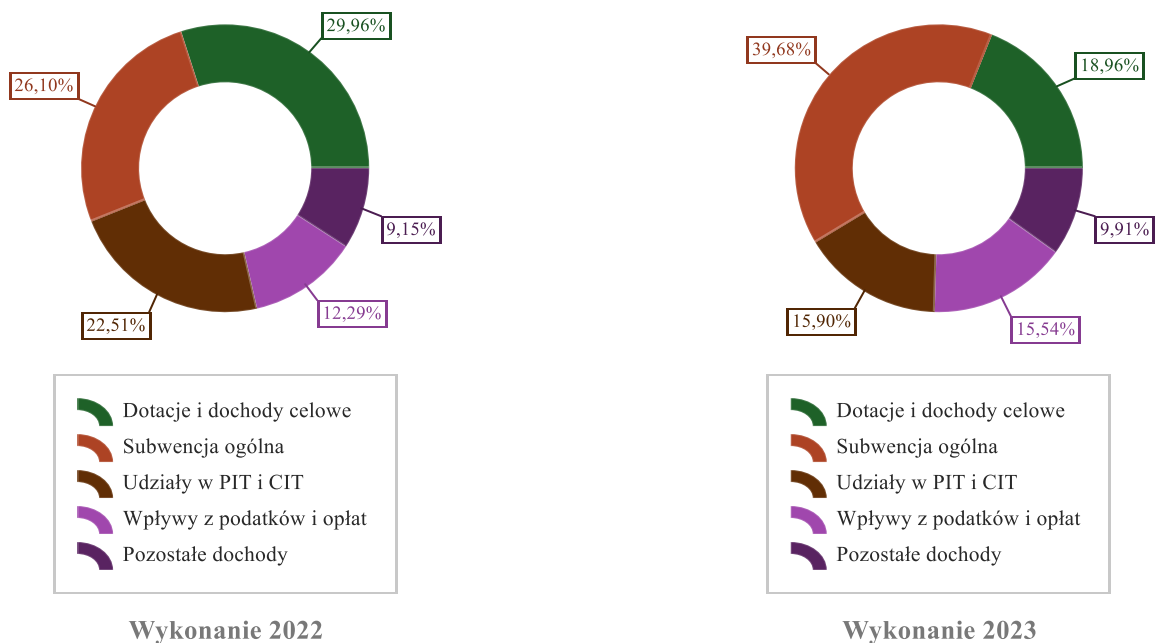 29,96%
26,10%
9,15%
12,29%
22,51%
Dotacje i dochody celowe
Subwencja ogólna
Udziały w PIT i CIT
Wpływy z podatków i opłat
Pozostałe dochody
Wykonanie 2022
39,68%
18,96%
9,91%
15,90%
15,54%
Dotacje i dochody celowe
Subwencja ogólna
Udziały w PIT i CIT
Wpływy z podatków i opłat
Pozostałe dochody
Wykonanie 2023